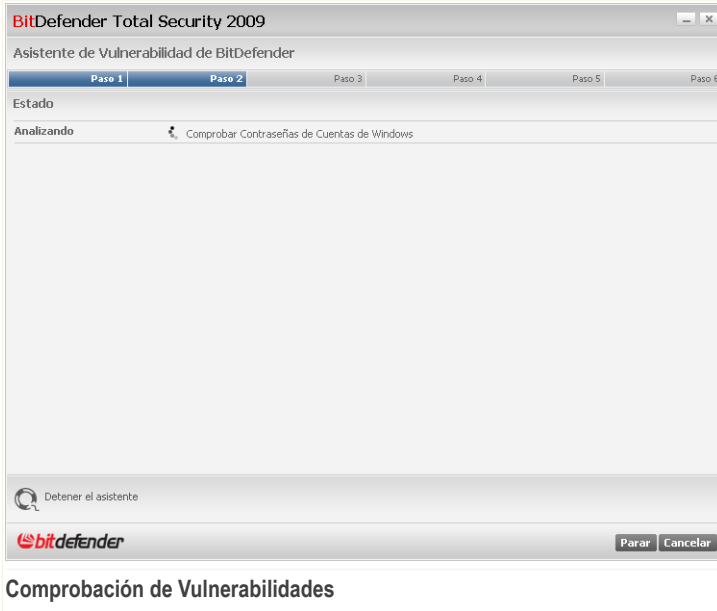 BitDefender Total Security 2009
Asistente de Vulnerabilidad de BitDefender
Paso 1 Paso 2 Paso 3 Paso 4 Paso 5 Paso 6
Estado
Analizando Comprobar Contraseñas de Cuentas de Windows
Detener el asistente
bitdefender Parar Cancelar
Comprobación de Vulnerabilidades